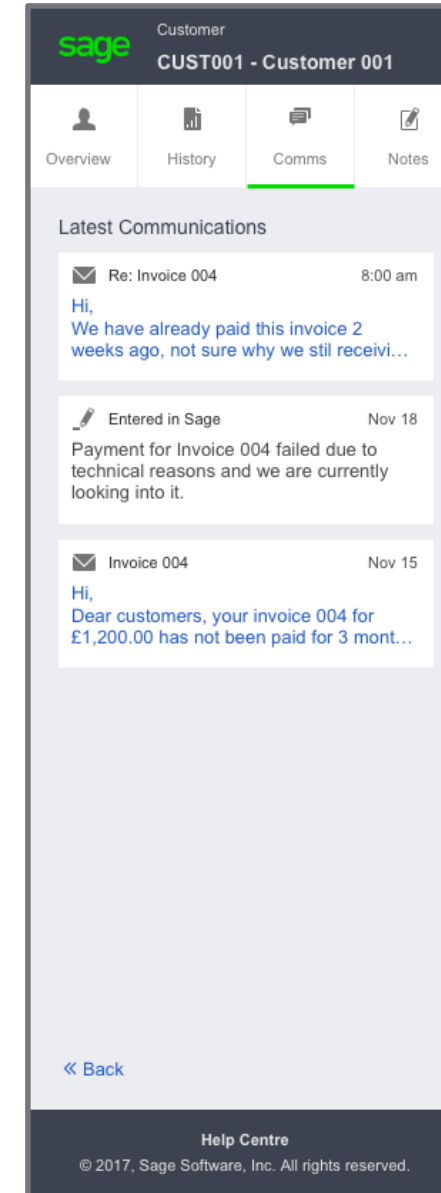 sage
Customer
CUST001 - Customer 001
Overview
History
Comms
Notes
Latest Communications
Re: Invoice 004
8:00 am
Hi,
We have already paid this invoice 2
weeks ago, not sure why we stil receivi...
Entered in Sage
Nov 18
Payment for Invoice 004 failed due to
technical reasons and we are currently
looking into it.
Invoice 004
Nov 15
Hi,
Dear customers, your invoice 004 for
£1,200.00 has not been paid for 3 mont...
« Back
Help Centre
© 2017, Sage Software, Inc. All rights reserved.